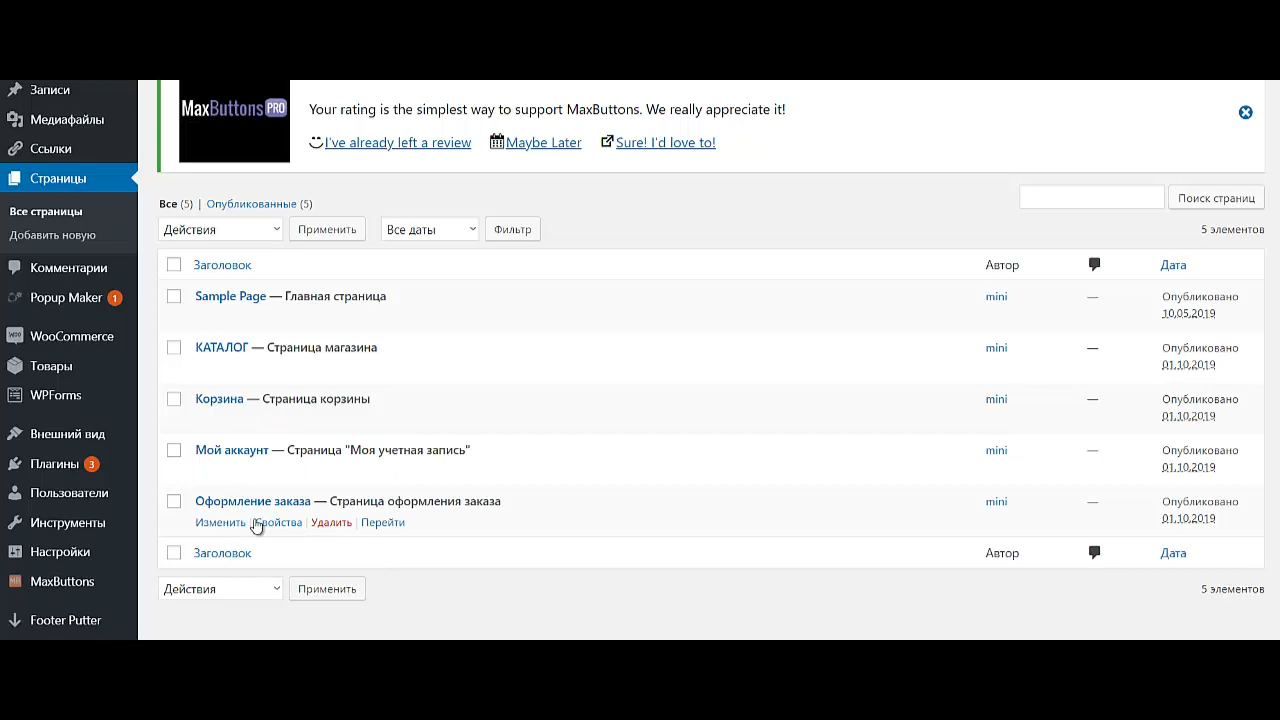 Записи
Медиафайлы
Ссылки
Страницы
Все страницы
Добавить новую
Комментарии
Popup Maker 1
WooCommerce
Товары
WPForms
Внешний вид
Плагины 3
Пользователи
Инструменты
Настройки
MaxButtons
Footer Putter
MaxButtons PRO
Your rating is the simplest way to support MaxButtons. We really appreciate it!
I've already left a review Maybe Later Sure! I'd love to!
Все (5) | Опубликованные (5)
Поиск страниц
Действия Применить Все даты Фильтр
5 элементов
Заголовок Автор Дата
Sample Page — Главная страница mini — Опубликовано
10.05.2019
КАТАЛОГ — Страница магазина mini — Опубликовано
01.10.2019
Корзина — Страница корзины mini — Опубликовано
01.10.2019
Мой аккаунт — Страница "Моя учетная запись" mini — Опубликовано
01.10.2019
Оформление заказа — Страница оформления заказа mini — Опубликовано
Изменить | Свойства | Удалить | Перейти 01.10.2019
Заголовок Автор Дата
Действия Применить 5 элементов